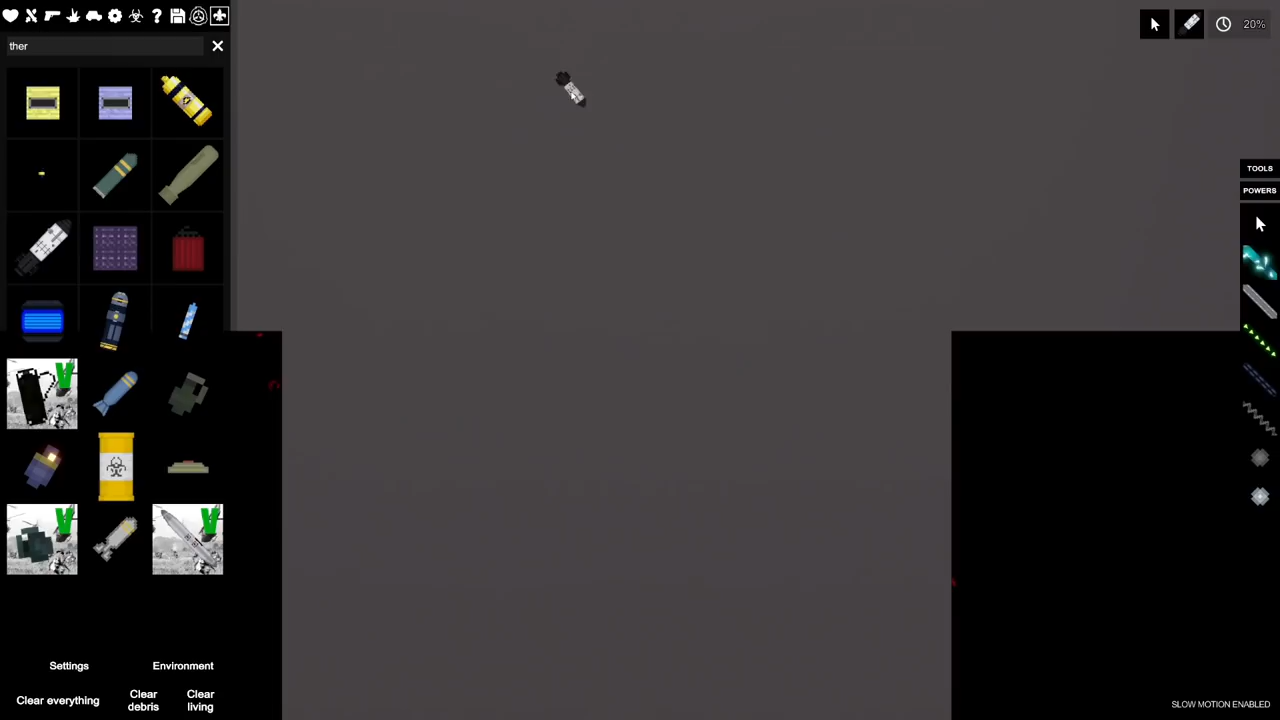 ?
20%
ther
TOOLS
POWERS
V
V
V
Settings
Environment
Clear everything
Clear debris
Clear living
SLOW MOTION ENABLED